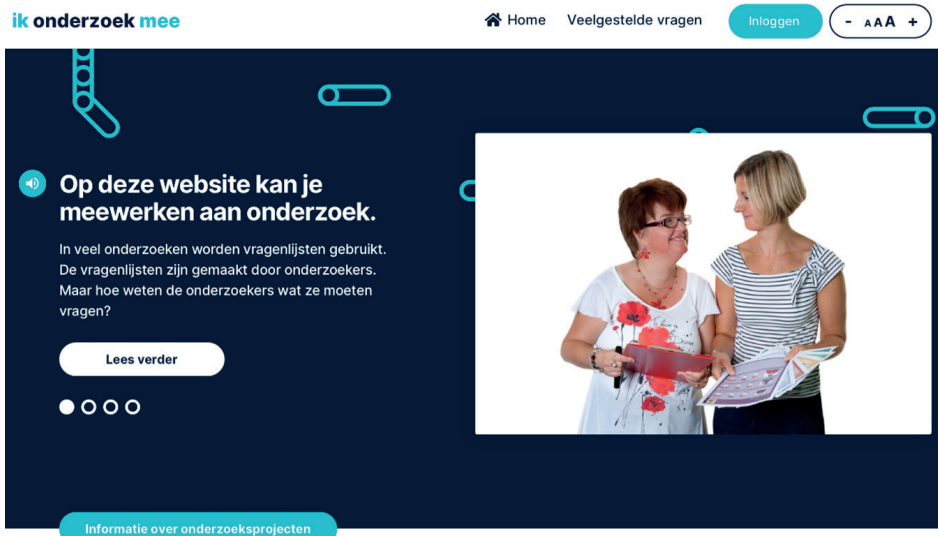 ik onderzoek mee
Home Veelgestelde vragen Inloggen - A A A +
Op deze website kan je
meewerken aan onderzoek.
In veel onderzoeken worden vragenlijsten gebruikt.
De vragenlijsten zijn gemaakt door onderzoekers.
Maar hoe weten de onderzoekers wat ze moeten
vragen?
Lees verder
Informatie over onderzoeksprojecten